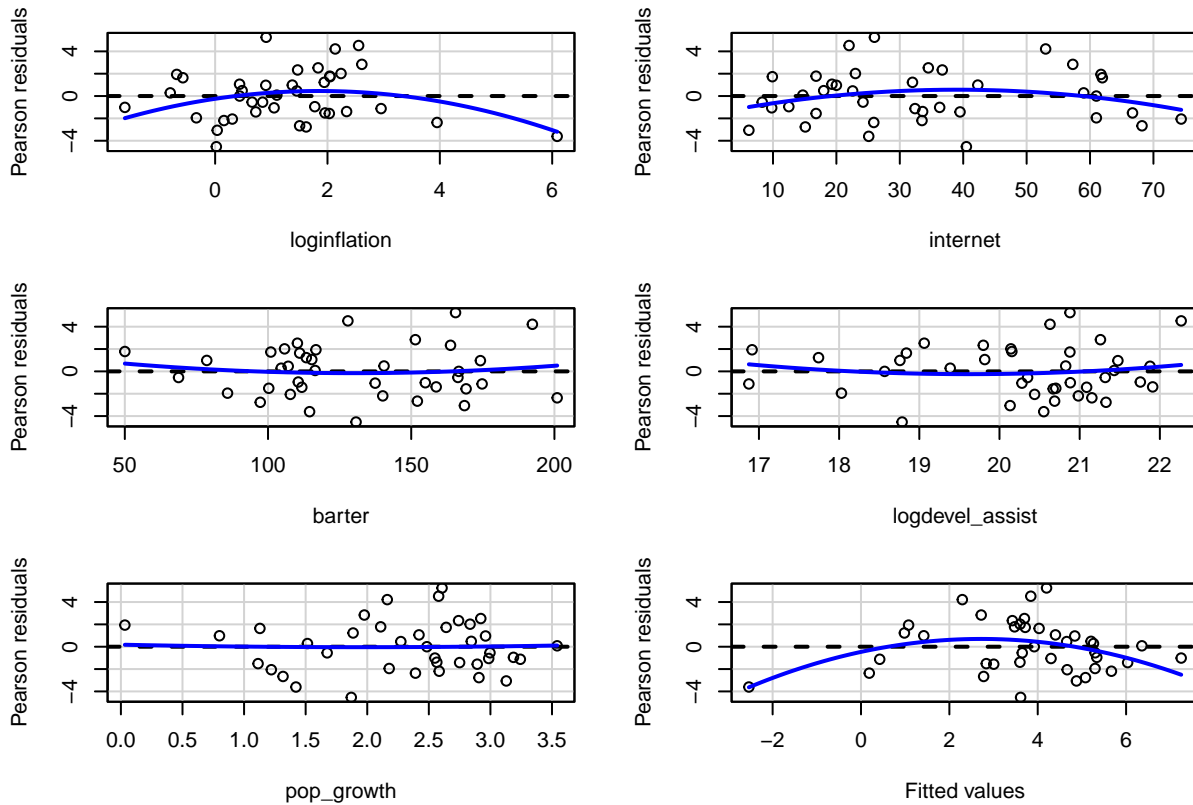 Pearson residuals
4
0
−4
0 2 4 6
loginflation
Pearson residuals
4
0
−4
10 20 30 40 50 60 70
internet
Pearson residuals
4
0
−4
50 100 150 200
barter
Pearson residuals
4
0
−4
17 18 19 20 21 22
logdevel_assist
Pearson residuals
4
0
−4
0.0 0.5 1.0 1.5 2.0 2.5 3.0 3.5
pop_growth
Pearson residuals
4
0
−4
−2 0 2 4 6
Fitted values